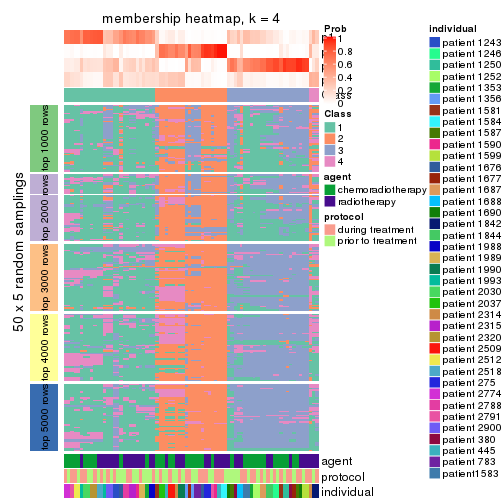 membership heatmap, k = 4
50 x 5 random samplings
top 1000 rows
top 2000 rows
top 3000 rows
top 4000 rows
top 5000 rows
agent
protocol
individual
Prob
1
0.8
0.6
0.4
0.2
0
Class
1
2
3
4
agent
chemoradiotherapy
radiotherapy
protocol
during treatment
prior to treatment
individual
patient 1243
patient 1246
patient 1250
patient 1252
patient 1353
patient 1356
patient 1581
patient 1584
patient 1587
patient 1590
patient 1599
patient 1676
patient 1677
patient 1687
patient 1688
patient 1690
patient 1842
patient 1844
patient 1988
patient 1989
patient 1990
patient 1993
patient 2030
patient 2037
patient 2314
patient 2315
patient 2320
patient 2509
patient 2512
patient 2518
patient 275
patient 2774
patient 2788
patient 2791
patient 2900
patient 380
patient 445
patient 783
patient1583